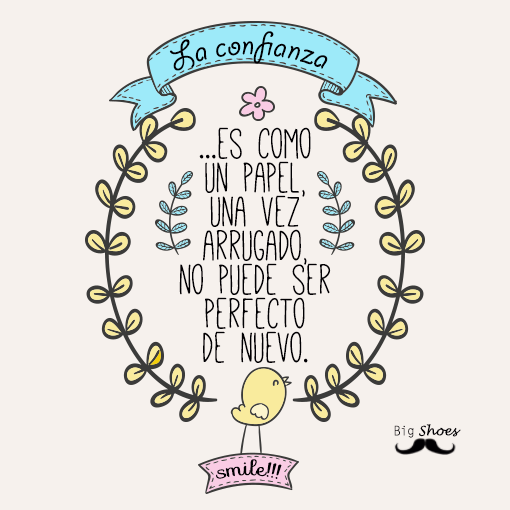 La confianza
...ES COMO
UN PAPEL,
UNA VEZ
ARRUGADO,
NO PUEDE SER
PERFECTO
DE NUEVO.
Big Shoes
smile!!!